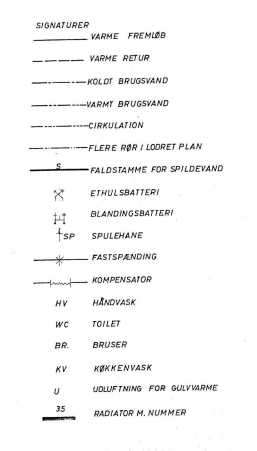 SIGNATURER
VARME FREMLØB
VARME RETUR
KOLDT BRUGSVAND
VARMT BRUGSVAND
CIRKULATION
FLERE RØR I LODRET PLAN
S FALDSTAMME FOR SPILDEVAND
ETHULSBATTERI
BLANDINGSBATTERI
SP SPULEHANE
FASTSPÆNDING
KOMPENSATOR
HV HÅNDVASK
WC TOILET
BR. BRUSER
KV KØKKENVASK
U UDLUFTNING FOR GULVVARME
35 RADIATOR M. NUMMER